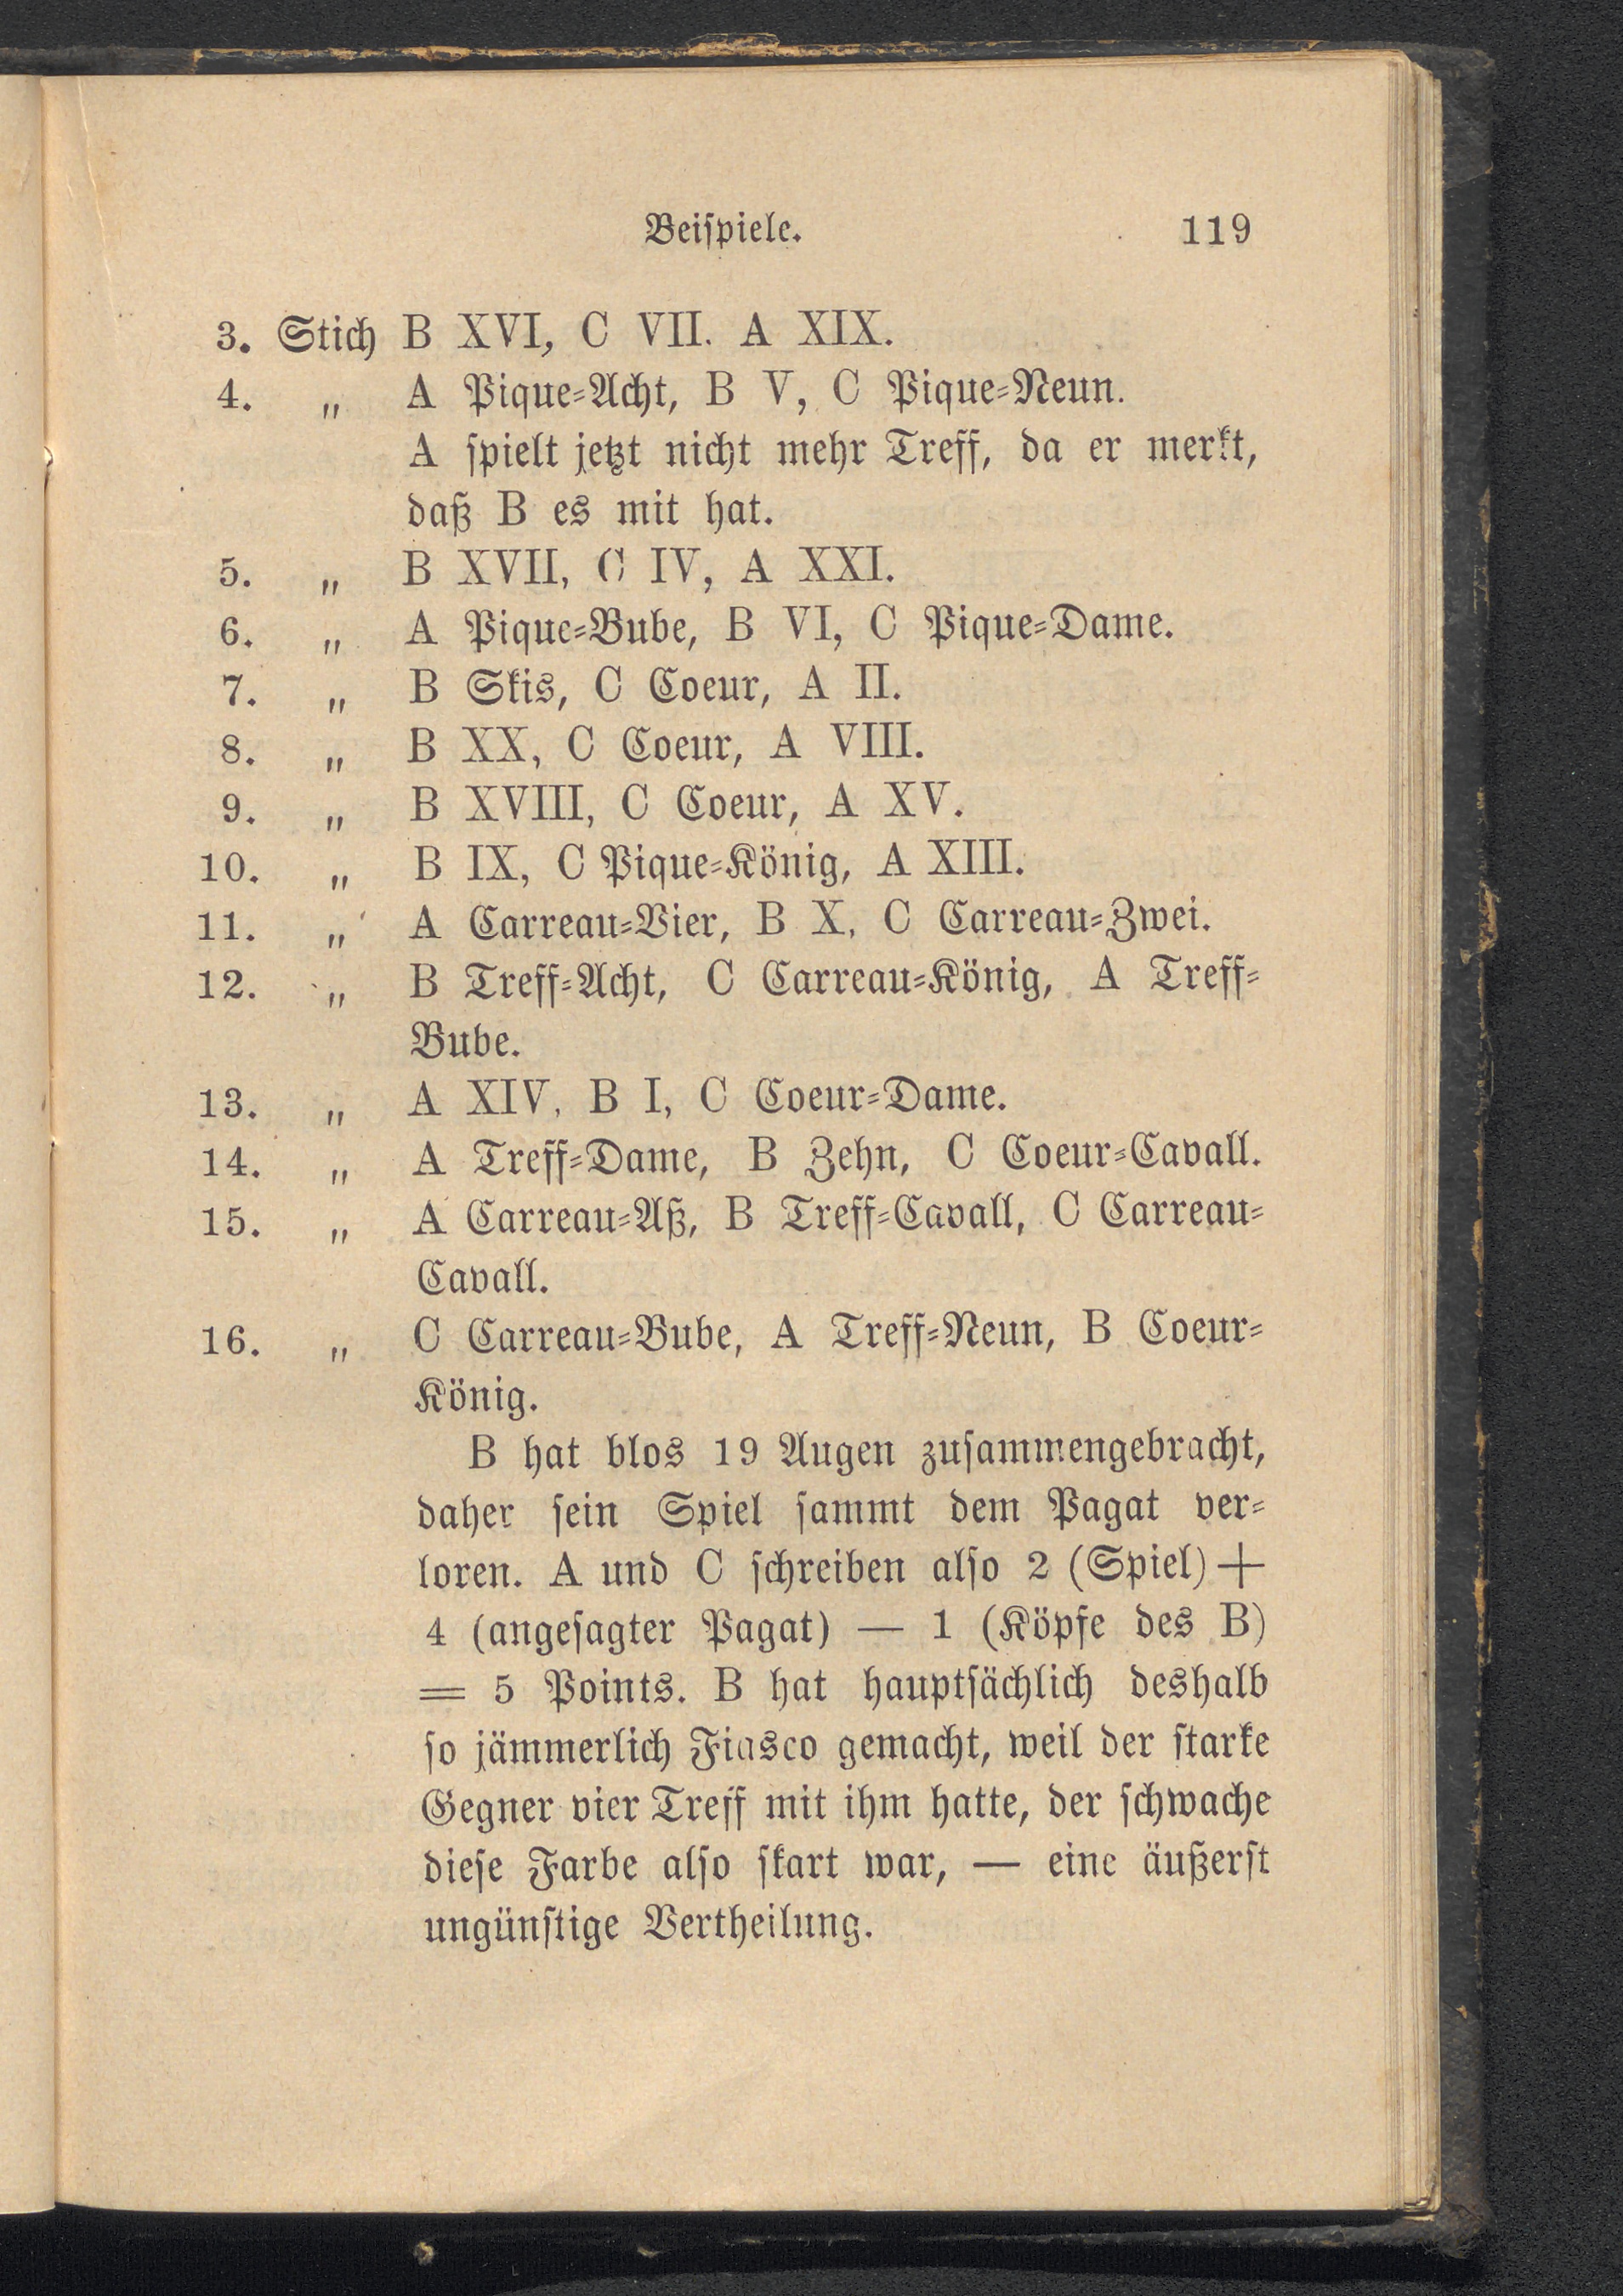 Beispiele. 119
3. Stich B XVI, C VII. A XIX.
4. „ A Pique-Acht, B V, C Pique-Neun.
A spielt jetzt nicht mehr Treff, da er merkt,
daß B es mit hat.
5. „ B XVII, C IV, A XXI.
6. „ A Pique-Bube, B VI, C Pique-Dame.
7. „ B Skis, C Coeur, A II.
8. „ B XX, C Coeur, A VIII.
9. „ B XVIII, C Coeur, A XV.
10. „ B IX, C Pique-König, A XIII.
11. „ A Carreau-Vier, B X, C Carreau-Zwei.
12. „ B Treff-Acht, C Carreau-König, A Treff-
Bube.
13. „ A XIV, B I, C Coeur-Dame.
14. „ A Treff-Dame, B Zehn, C Coeur-Cavall.
15. „ A Carreau-Aß, B Treff-Cavall, C Carreau-
Cavall.
16. „ C Carreau-Bube, A Treff-Neun, B Coeur-
König.
B hat blos 19 Augen zusammengebracht,
daher sein Spiel sammt dem Pagat ver-
loren. A und C schreiben also 2 (Spiel) +
4 (angesagter Pagat) — 1 (Köpfe des B)
= 5 Points. B hat hauptsächlich deshalb
so jämmerlich Fiasco gemacht, weil der starke
Gegner vier Treff mit ihm hatte, der schwache
diese Farbe also skart war, — eine äußerst
ungünstige Vertheilung.